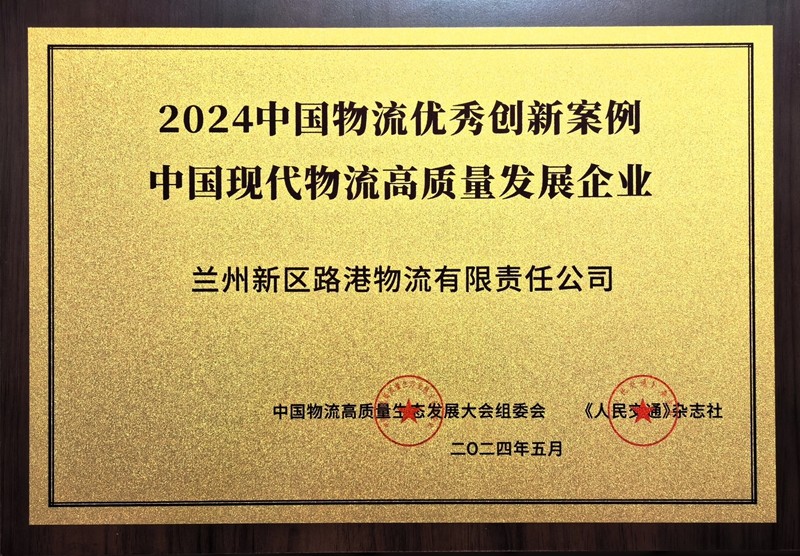 2024中国物流优秀创新案例
中国现代物流高质量发展企业
兰州新区路港物流有限责任公司
中国物流高质量生态发展大会组委会 《人民交通》杂志社
二〇二四年五月